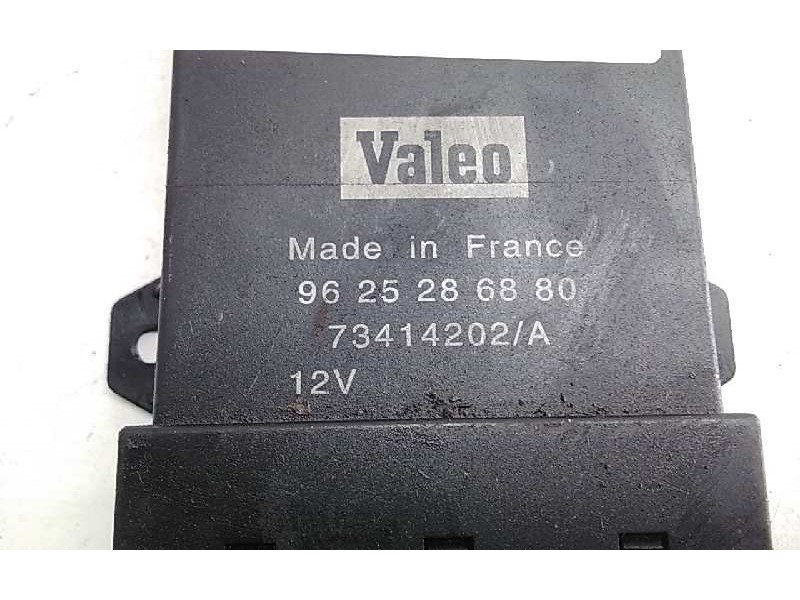 Valeo
Made in France
96 25 28 68 80
73414202/A
12V